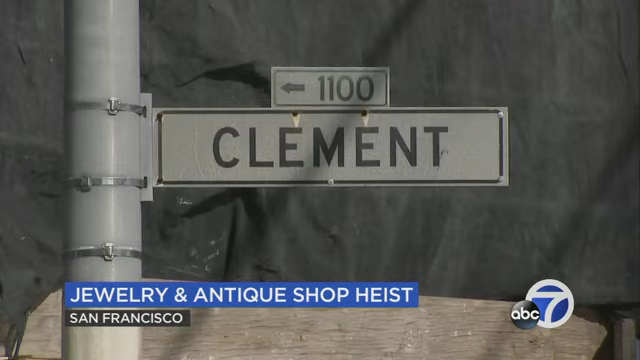 ← 1100
CLEMENT
JEWELRY & ANTIQUE SHOP HEIST
SAN FRANCISCO
abc 7